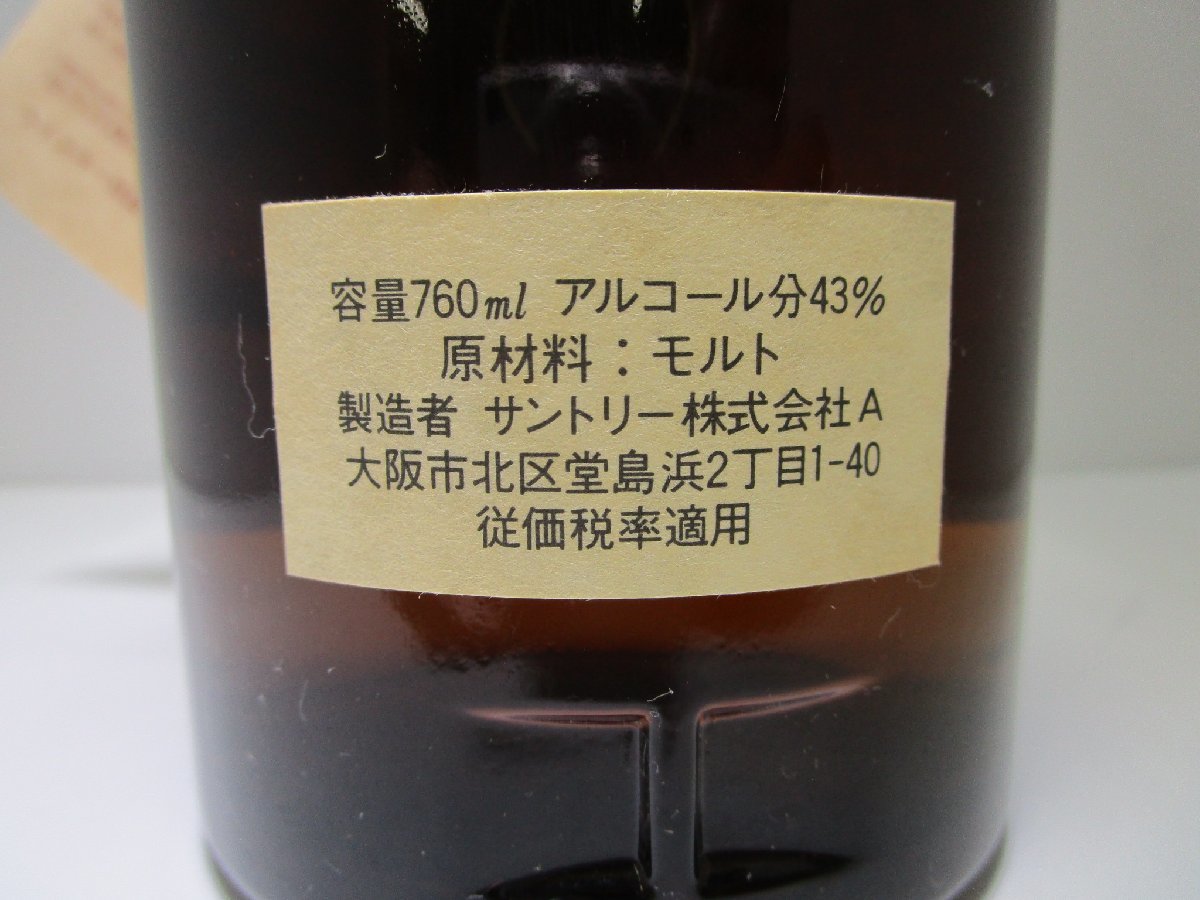 容量760ml アルコール分43%
原材料：モルト
製造者 サントリー株式会社A
大阪市北区堂島浜2丁目1-40
従価税率適用